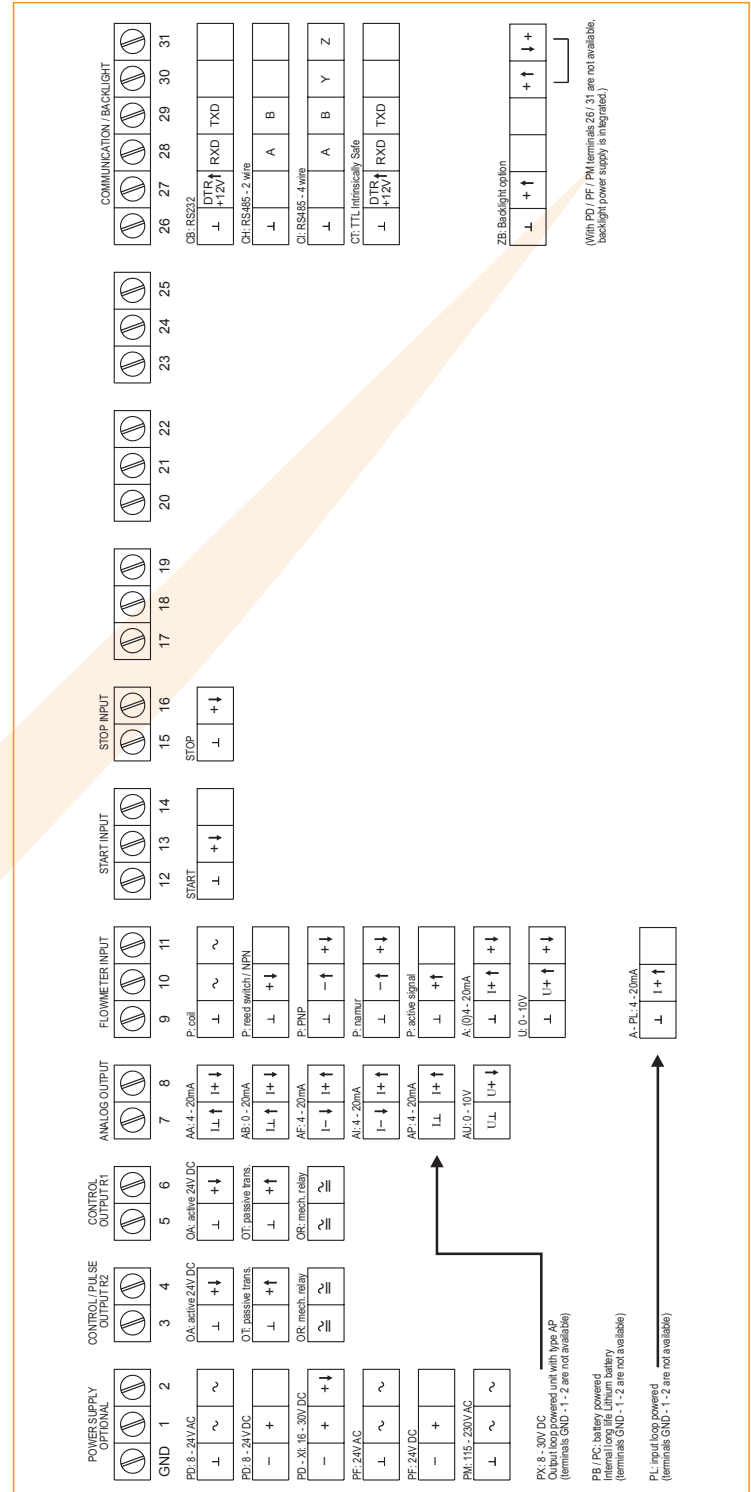 POWER SUPPLY
OPTIONAL
GND 1 2
PD: 8 - 24V AC
⊥ ~ ~
PD: 8 - 24V DC
− +
PD - XI: 16 - 30V DC
− + +↓
PF: 24V AC
⊥ ~ ~
PF: 24V DC
− +
PM: 115 - 230V AC
⊥ ~ ~
PX: 8 - 30V DC
Output loop powered unit with type AP
(terminals GND - 1 - 2 are not available)
PB / PC: battery powered
Internal long life Lithium battery
(terminals GND - 1 - 2 are not available)
PL: input loop powered
(terminals GND - 1 - 2 are not available)
CONTROL / PULSE
OUTPUT R2
3 4
OA: active 24V DC
⊥ +↓
OT: passive trans.
⊥ +↑
OR: mech. relay
CONTROL
OUTPUT R1
5 6
OA: active 24V DC
⊥ +↓
OT: passive trans.
⊥ +↑
OR: mech. relay
ANALOG OUTPUT
7 8
AA: 4 - 20mA
I⊥↑ I+↓
AB: 0 - 20mA
I⊥↑ I+↓
AF: 4 - 20mA
I−↓ I+↑
AI: 4 - 20mA
I−↓ I+↑
AP: 4 - 20mA
I⊥ I+↑
AU: 0 - 10V
U⊥ U+↓
FLOWMETER INPUT
9 10 11
P: coil
⊥ ~ ~
P: reed switch / NPN
⊥ +↓
P: PNP
⊥ −↑ +↓
P: namur
⊥ −↑ +↓
P: active signal
⊥ +↑
A: (0)4 - 20mA
⊥ I+↑ +↓
U: 0 - 10V
⊥ U+↑ +↓
A - PL: 4 - 20mA
⊥ I+↑
START INPUT
12 13 14
START
⊥ +↓
STOP INPUT
15 16
STOP
⊥ +↓
17 18 19
20 21 22
23 24 25
COMMUNICATION / BACKLIGHT
26 27 28 29 30 31
CB: RS232
⊥ DTR +12V↑ RXD TXD
CH: RS485 - 2 wire
⊥ A B
CI: RS485 - 4 wire
⊥ A B Y Z
CT: TTL Intrinsically Safe
⊥ DTR +12V↑ RXD TXD
ZB: Backlight option
⊥ +↑ +↑ ↓+
(With PD / PF / PM terminals 26 / 31 are not available,
backlight power supply is integrated.)